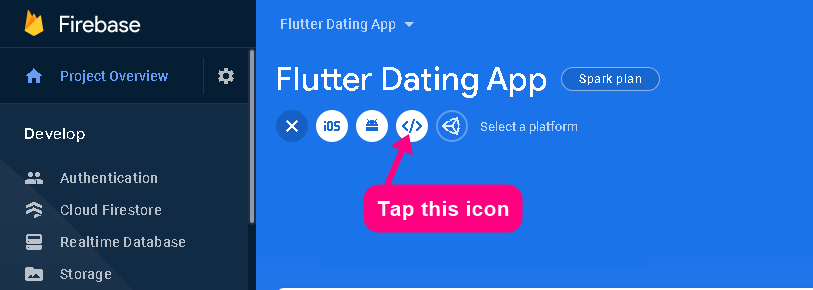 Firebase
Flutter Dating App
Project Overview
Flutter Dating App
Spark plan
iOS
</>
Select a platform
Develop
Tap this icon
Authentication
Cloud Firestore
Realtime Database
Storage